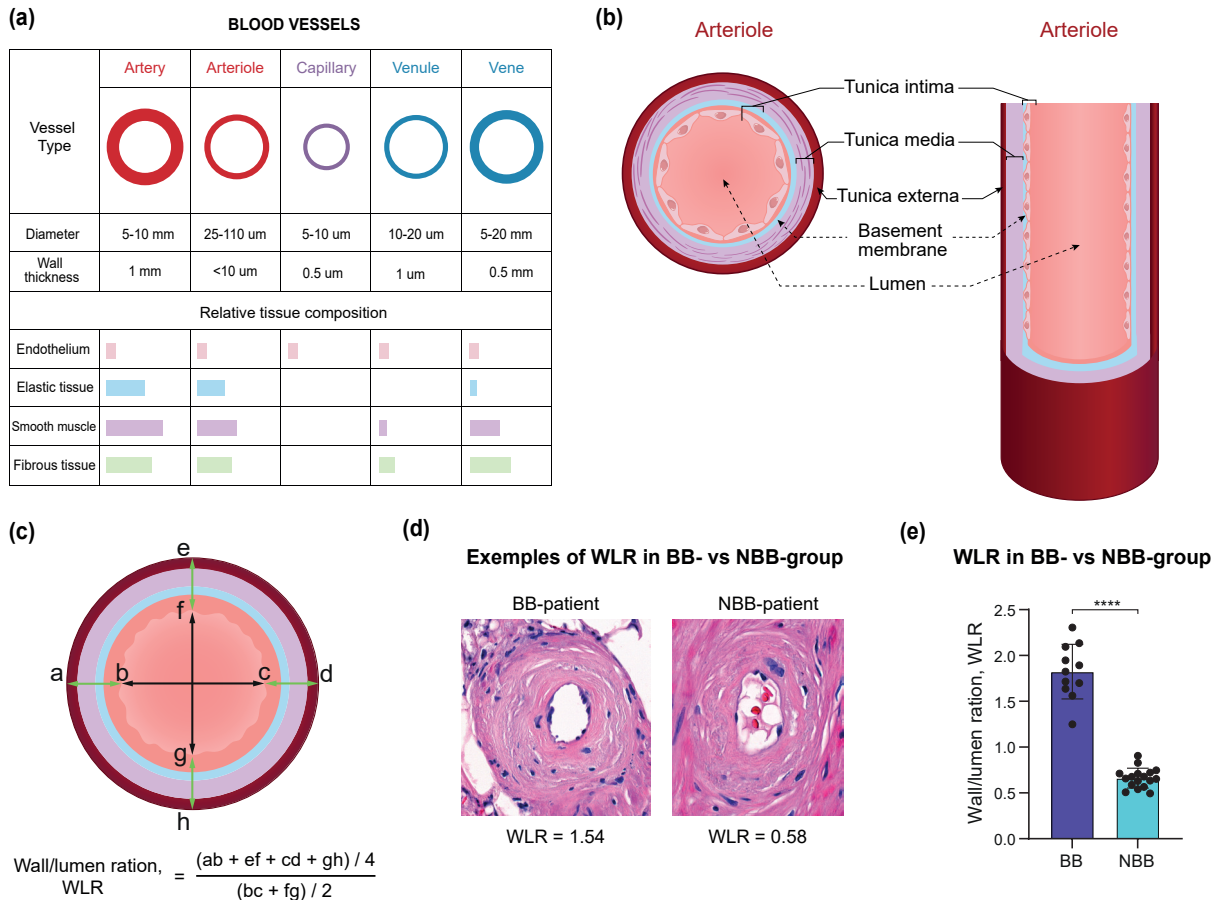 (a)
BLOOD VESSELS
Vessel
Type
Artery
Arteriole
Capillary
Venule
Vene
Diameter
5-10 mm
25-110 um
5-10 um
10-20 um
5-20 mm
Wall
thickness
1 mm
<10 um
0.5 um
1 um
0.5 mm
Relative tissue composition
Endothelium
Elastic tissue
Smooth muscle
Fibrous tissue
(b)
Arteriole
Arteriole
Tunica intima
Tunica media
Tunica externa
Basement
membrane
Lumen
(c)
e
f
a
b
c
d
g
h
Wall/lumen ration,
WLR
=
(ab + ef + cd + gh) / 4
(bc + fg) / 2
(d)
Exemples of WLR in BB- vs NBB-group
BB-patient
NBB-patient
WLR = 1.54
WLR = 0.58
(e)
WLR in BB- vs NBB-group
****
Wall/lumen ration, WLR
2.5
2.0
1.5
1.0
0.5
0.0
BB
NBB